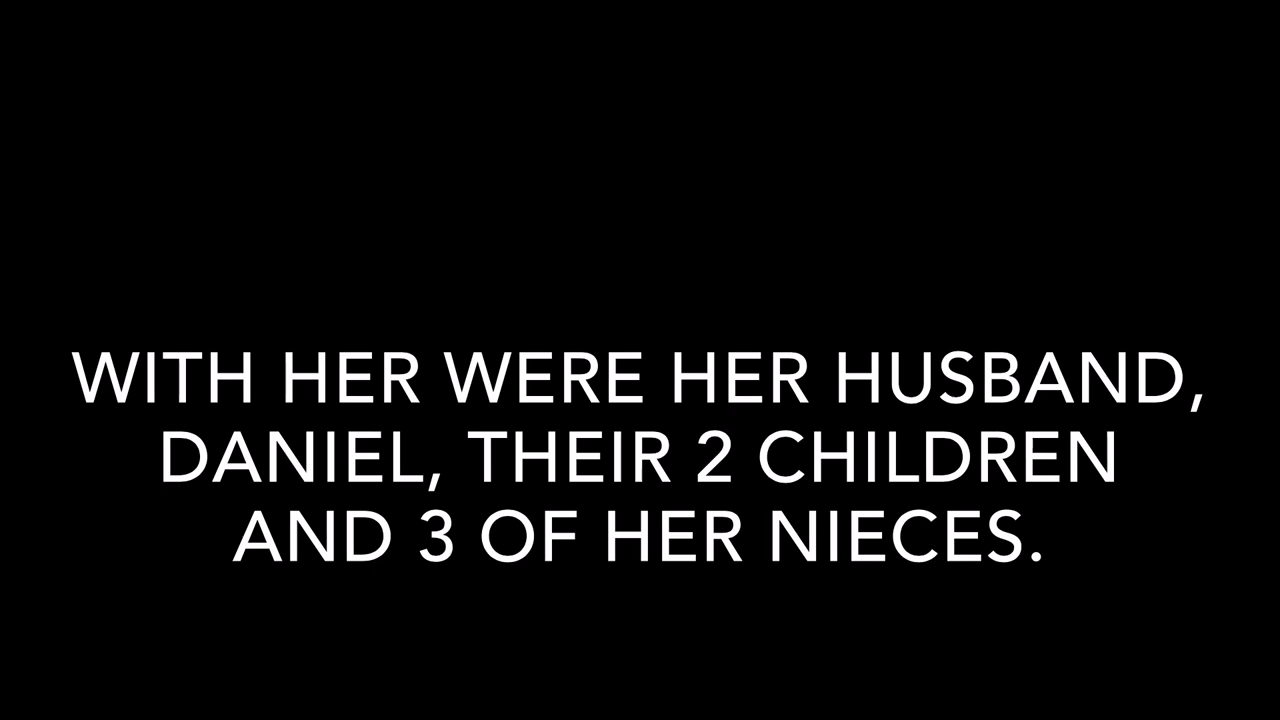 WITH HER WERE HER HUSBAND,
DANIEL, THEIR 2 CHILDREN
AND 3 OF HER NIECES.